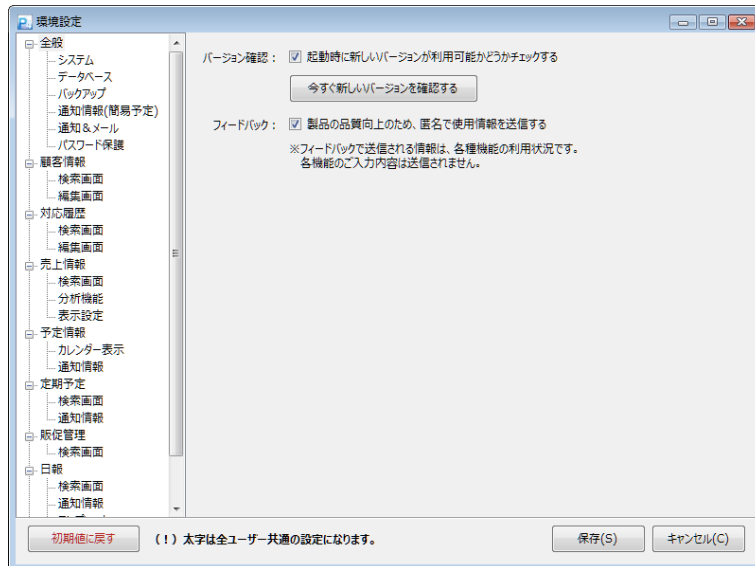 環境設定
全般
システム
データベース
バックアップ
通知情報(簡易予定)
通知＆メール
パスワード保護
顧客情報
検索画面
編集画面
対応履歴
検索画面
編集画面
売上情報
検索画面
分析機能
表示設定
予定情報
カレンダー表示
通知情報
定期予定
検索画面
通知情報
販促管理
検索画面
日報
検索画面
通知情報
バージョン確認： 起動時に新しいバージョンが利用可能かどうかチェックする
今すぐ新しいバージョンを確認する
フィードバック： 製品の品質向上のため、匿名で使用情報を送信する
※フィードバックで送信される情報は、各種機能の利用状況です。
各機能のご入力内容は送信されません。
初期値に戻す
(！) 太字は全ユーザー共通の設定になります。
保存(S)
キャンセル(C)